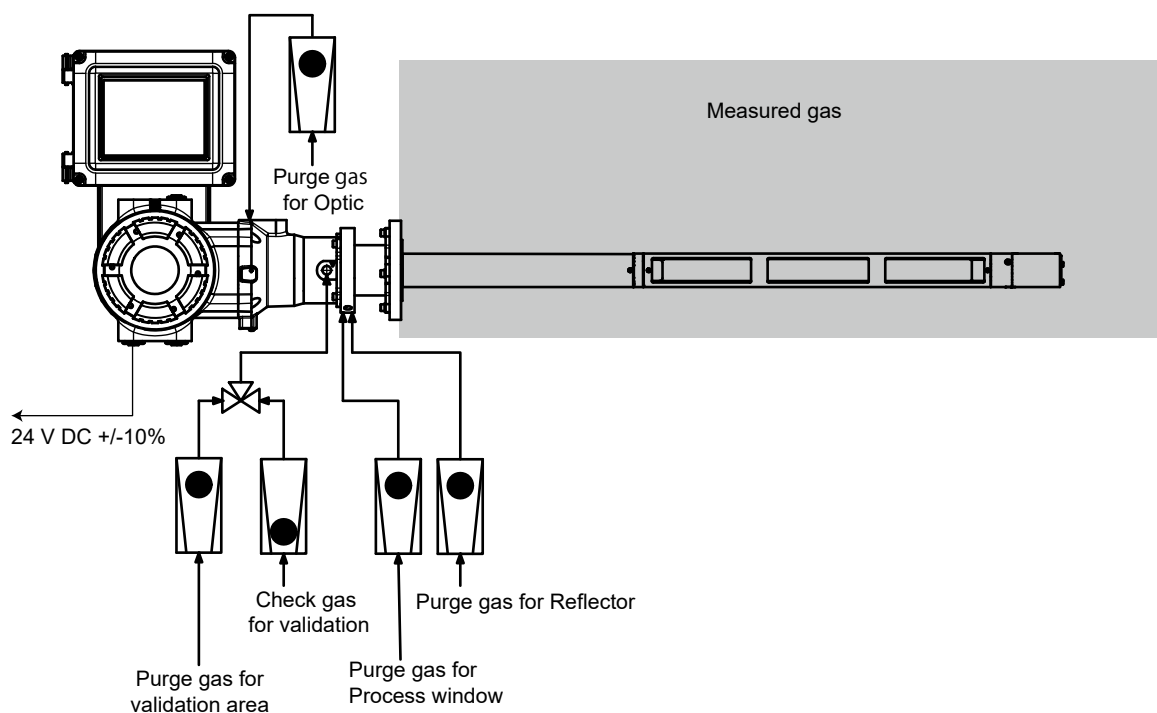 Measured gas
Purge gas
for Optic
24 V DC +/-10%
Check gas
for validation
Purge gas for Reflector
Purge gas for
validation area
Purge gas for
Process window